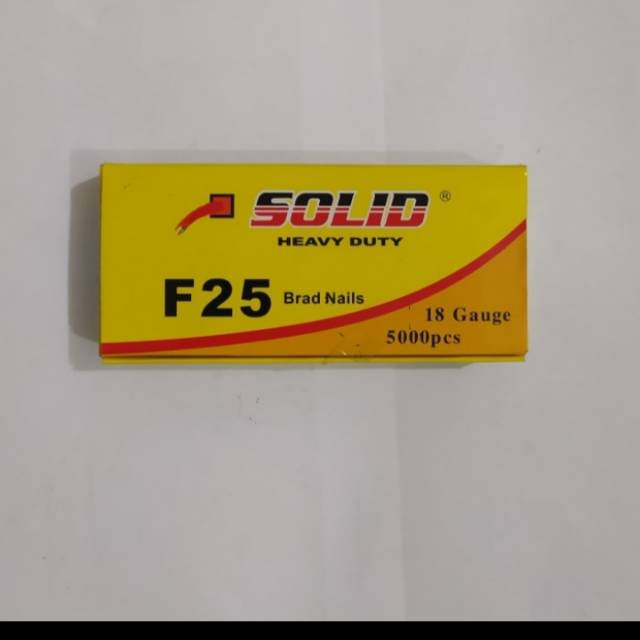 SOLID ®
HEAVY DUTY
F25 Brad Nails
18 Gauge
5000pcs